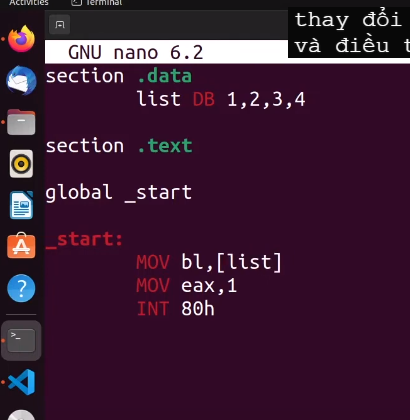 Activities
Terminal
thay đổi
và điều t
GNU nano 6.2
section .data
list DB 1,2,3,4
section .text
global _start
_start:
MOV bl,[list]
MOV eax,1
INT 80h